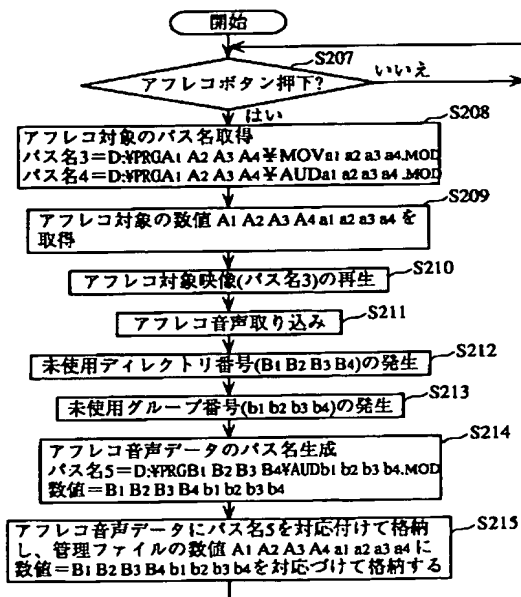 開始
S207
アフレコボタン押下?
いいえ
はい
S208
アフレコ対象のパス名取得
パス名3=D:¥PRGA1 A2 A3 A4¥MOVa1 a2 a3 a4.MOD
パス名4=D:¥PRGA1 A2 A3 A4¥AUDa1 a2 a3 a4.MOD
S209
アフレコ対象の数値 A1 A2 A3 A4 a1 a2 a3 a4 を
取得
S210
アフレコ対象映像(パス名3)の再生
S211
アフレコ音声取り込み
S212
未使用ディレクトリ番号(B1 B2 B3 B4)の発生
S213
未使用グループ番号(b1 b2 b3 b4)の発生
S214
アフレコ音声データのパス名生成
パス名5=D:¥PRGB1 B2 B3 B4¥AUDb1 b2 b3 b4.MOD
数値=B1 B2 B3 B4 b1 b2 b3 b4
S215
アフレコ音声データにパス名5を対応付けて格納
し、管理ファイルの数値 A1 A2 A3 A4 a1 a2 a3 a4 に
数値=B1 B2 B3 B4 b1 b2 b3 b4を対応づけて格納する